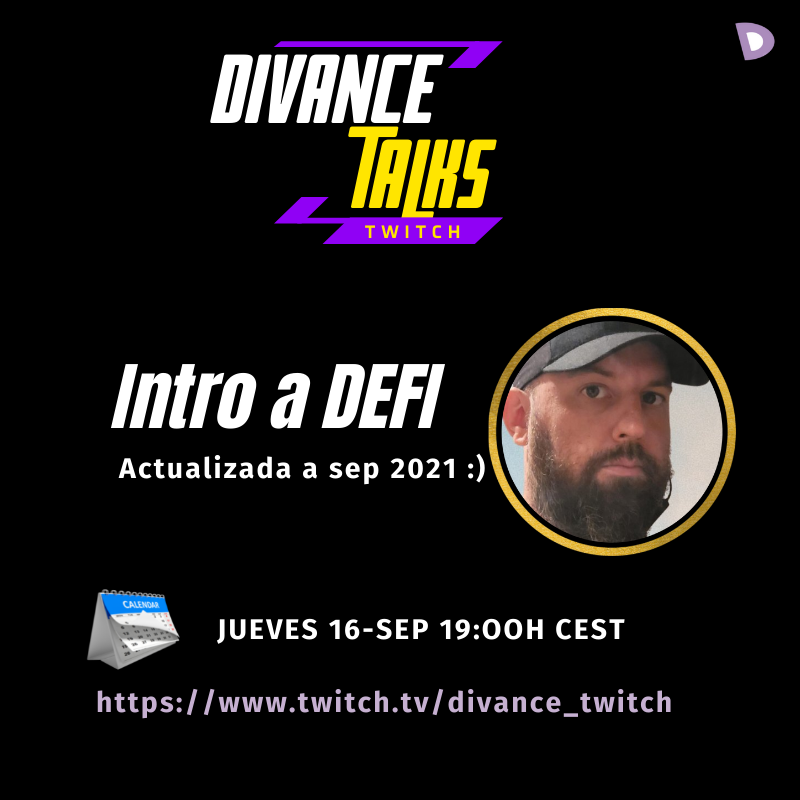 D
DIVANCE
TALKS
TWITCH
Intro a DEFI
Actualizada a sep 2021 :)
CALENDAR
JUEVES 16-SEP 19:00H CEST
https://www.twitch.tv/divance_twitch